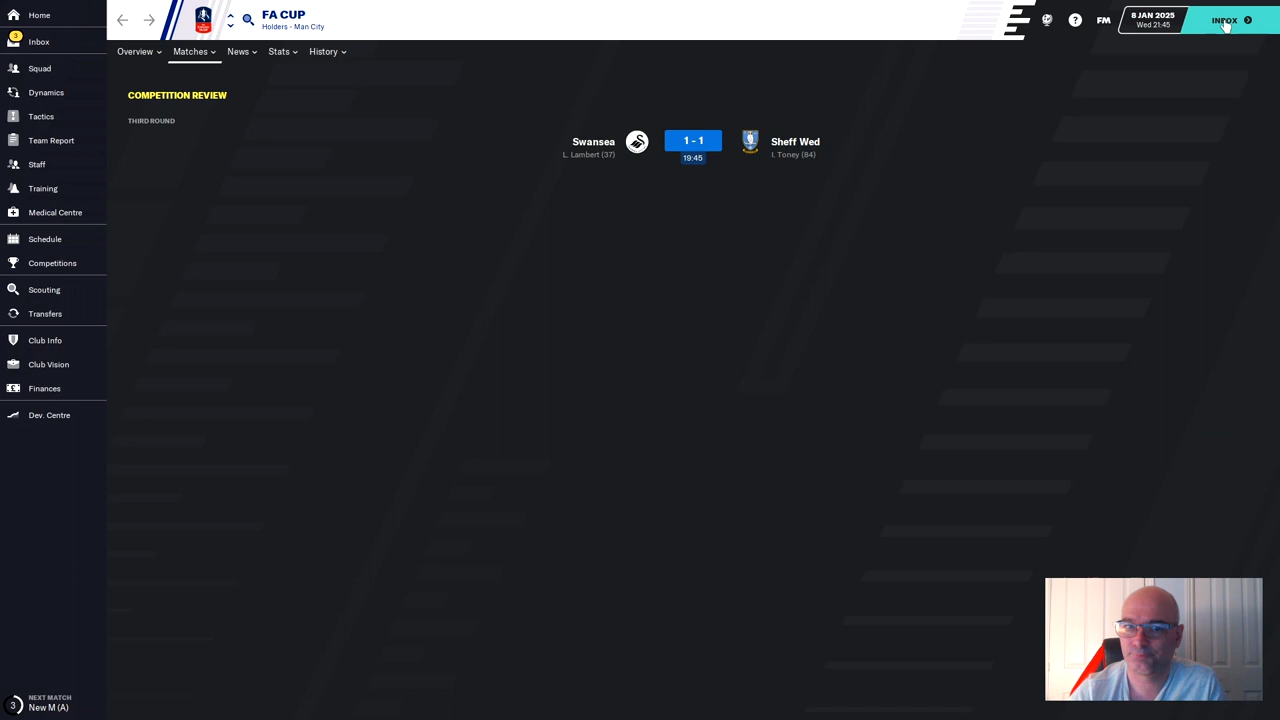 Home
3
Inbox
Squad
Dynamics
Tactics
Team Report
Staff
Training
Medical Centre
Schedule
Competitions
Scouting
Transfers
Club Info
Club Vision
Finances
Dev. Centre
3
NEXT MATCH
New M (A)
FA CUP
Holders - Man City
?
FM
8 JAN 2025
Wed 21:45
INBOX
Overview
Matches
News
Stats
History
COMPETITION REVIEW
THIRD ROUND
Swansea 1 - 1 Sheff Wed
L. Lambert (37) 19:45 I. Toney (84)